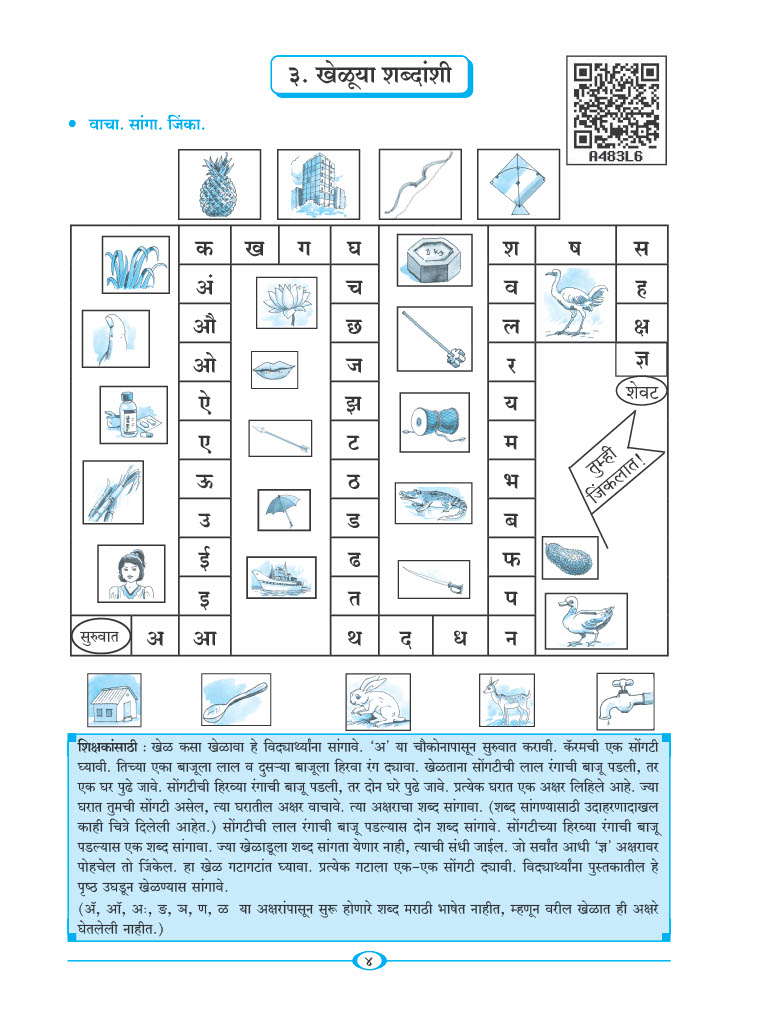 ३. खेळूया शब्दांशी
A483L6
• वाचा. सांगा. जिंका.
क ख ग घ श ष स
8 kg
अं च व ह
औ छ ल क्ष
ओ ज र ज्ञ
शेवट
ऐ झ य
ए ट म
तुम्ही
जिंकलात!
ऊ ठ भ
उ ड ब
ई ढ फ
इ त प
सुरुवात अ आ थ द ध न
शिक्षकांसाठी : खेळ कसा खेळावा हे विद्यार्थ्यांना सांगावे. ‘अ’ या चौकोनापासून सुरुवात करावी. कॅरमची एक सोंगटी
घ्यावी. तिच्या एका बाजूला लाल व दुसऱ्या बाजूला हिरवा रंग द्यावा. खेळताना सोंगटीची लाल रंगाची बाजू पडली, तर
एक घर पुढे जावे. सोंगटीची हिरव्या रंगाची बाजू पडली, तर दोन घरे पुढे जावे. प्रत्येक घरात एक अक्षर लिहिले आहे. ज्या
घरात तुमची सोंगटी असेल, त्या घरातील अक्षर वाचावे. त्या अक्षराचा शब्द सांगावा. (शब्द सांगण्यासाठी उदाहरणादाखल
काही चित्रे दिलेली आहेत.) सोंगटीची लाल रंगाची बाजू पडल्यास दोन शब्द सांगावे. सोंगटीच्या हिरव्या रंगाची बाजू
पडल्यास एक शब्द सांगावा. ज्या खेळाडूला शब्द सांगता येणार नाही, त्याची संधी जाईल. जो सर्वांत आधी ‘ज्ञ’ अक्षरावर
पोहचेल तो जिंकेल. हा खेळ गटागटांत घ्यावा. प्रत्येक गटाला एक-एक सोंगटी द्यावी. विद्यार्थ्यांना पुस्तकातील हे
पृष्ठ उघडून खेळण्यास सांगावे.
(ॲ, ऑ, अः, ङ, ञ, ण, ळ या अक्षरांपासून सुरू होणारे शब्द मराठी भाषेत नाहीत, म्हणून वरील खेळात ही अक्षरे
घेतलेली नाहीत.)
४